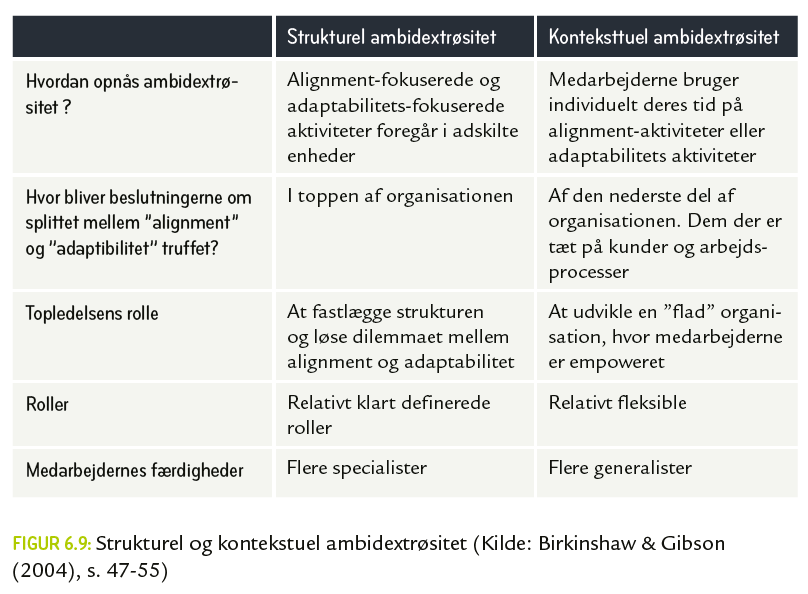 Strukturel ambidextrøsitet
Konteksttuel ambidextrøsitet
Hvordan opnås ambidextrø-
sitet ?
Alignment-fokuserede og
adaptabilitets-fokuserede
aktiviteter foregår i adskilte
enheder
Medarbejderne bruger
individuelt deres tid på
alignment-aktiviteter eller
adaptabilitets aktiviteter
Hvor bliver beslutningerne om
splittet mellem ”alignment”
og ”adaptibilitet” truffet?
I toppen af organisationen
Af den nederste del af
organisationen. Dem der er
tæt på kunder og arbejds-
processer
Topledelsens rolle
At fastlægge strukturen
og løse dilemmaet mellem
alignment og adaptabilitet
At udvikle en ”flad” organi-
sation, hvor medarbejderne
er empoweret
Roller
Relativt klart definerede
roller
Relativt fleksible
Medarbejdernes færdigheder
Flere specialister
Flere generalister
FIGUR 6.9: Strukturel og kontekstuel ambidextrøsitet (Kilde: Birkinshaw & Gibson
(2004), s. 47-55)